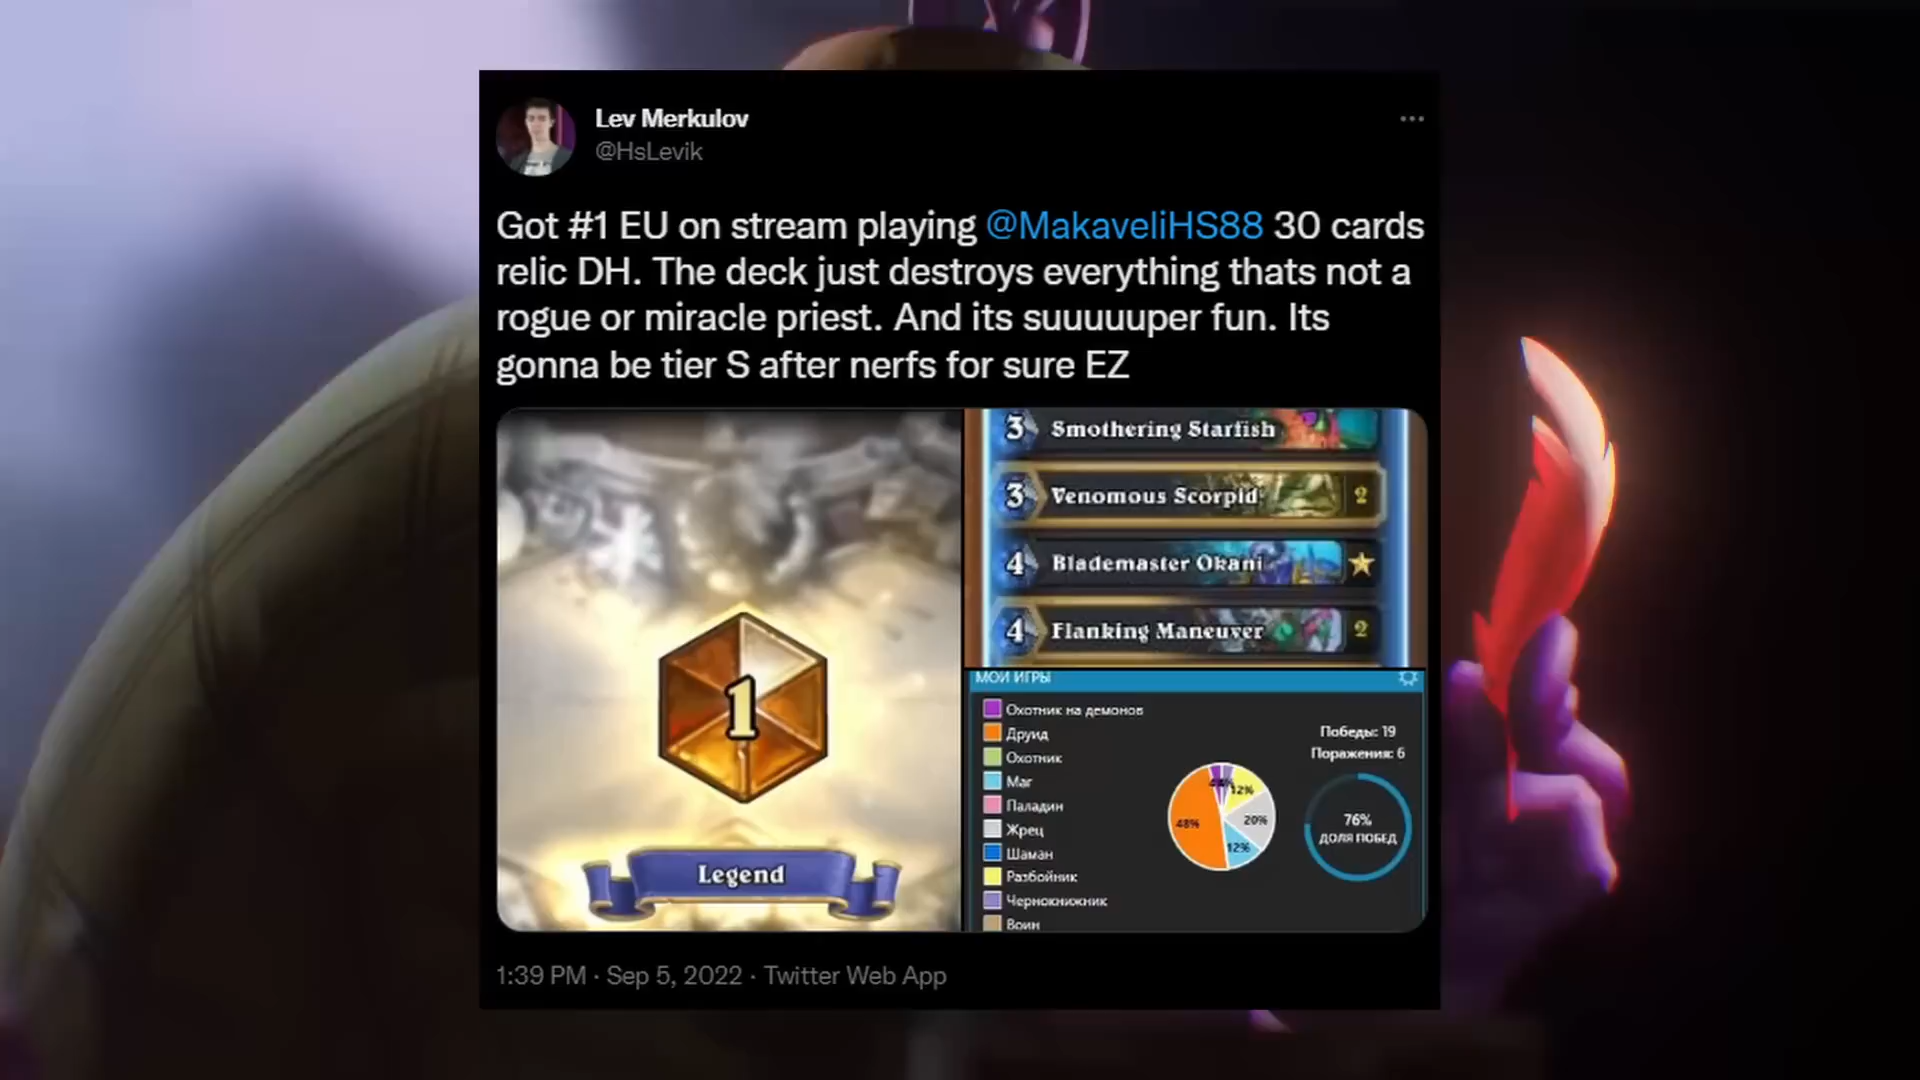 Lev Merkulov
@HsLevik
Got #1 EU on stream playing @MakaveliHS88 30 cards
relic DH. The deck just destroys everything thats not a
rogue or miracle priest. And its suuuuuper fun. Its
gonna be tier S after nerfs for sure EZ
1
Legend
3 Smothering Starfish
3 Venomous Scorpid 2
4 Blademaster Okani
4 Flanking Maneuver 2
МОИ ИГРЫ
Охотник на демонов
Друид
Охотник
Маг
Паладин
Жрец
Шаман
Разбойник
Чернокнижник
Воин
12%
20%
12%
48%
Победы: 19
Поражения: 6
76%
ДОЛЯ ПОБЕД
1:39 PM · Sep 5, 2022 · Twitter Web App